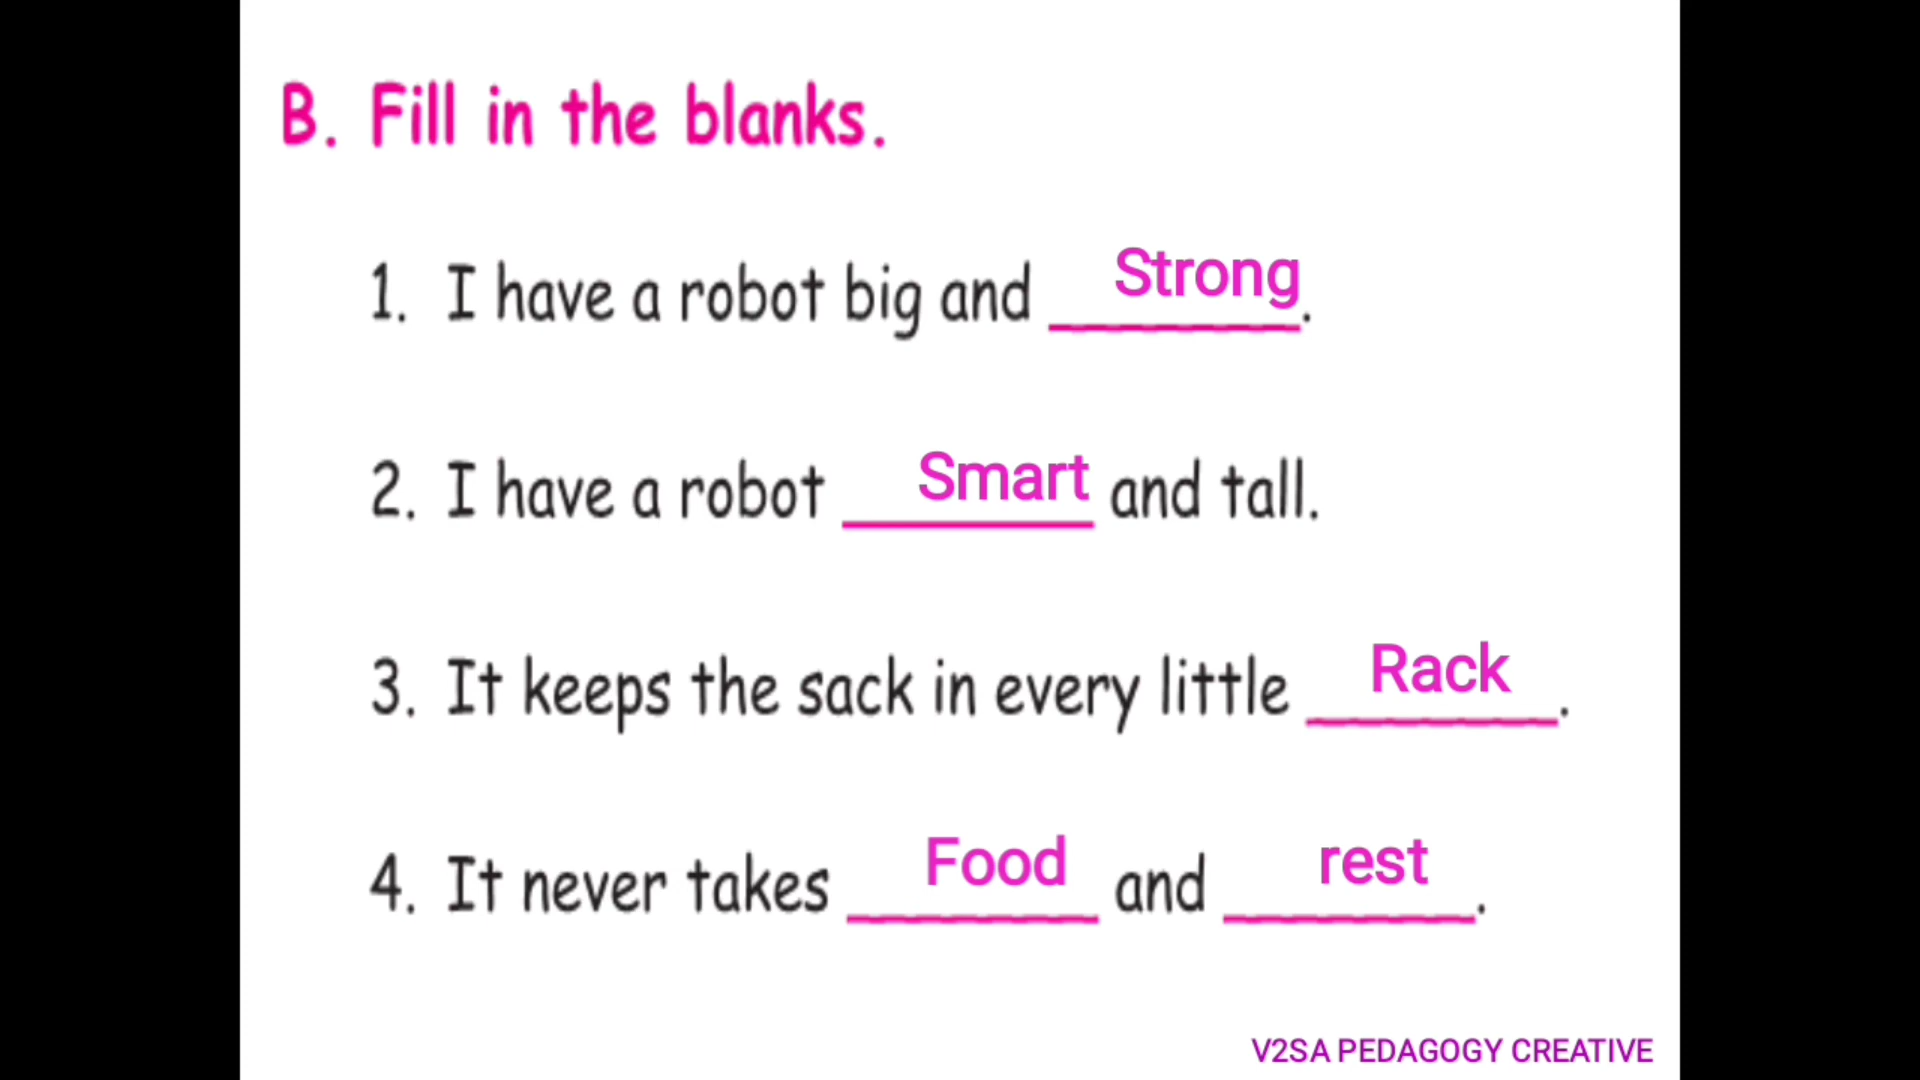 B. Fill in the blanks.
1. I have a robot big and Strong.
2. I have a robot Smart and tall.
3. It keeps the sack in every little Rack.
4. It never takes Food and rest.
V2SA PEDAGOGY CREATIVE